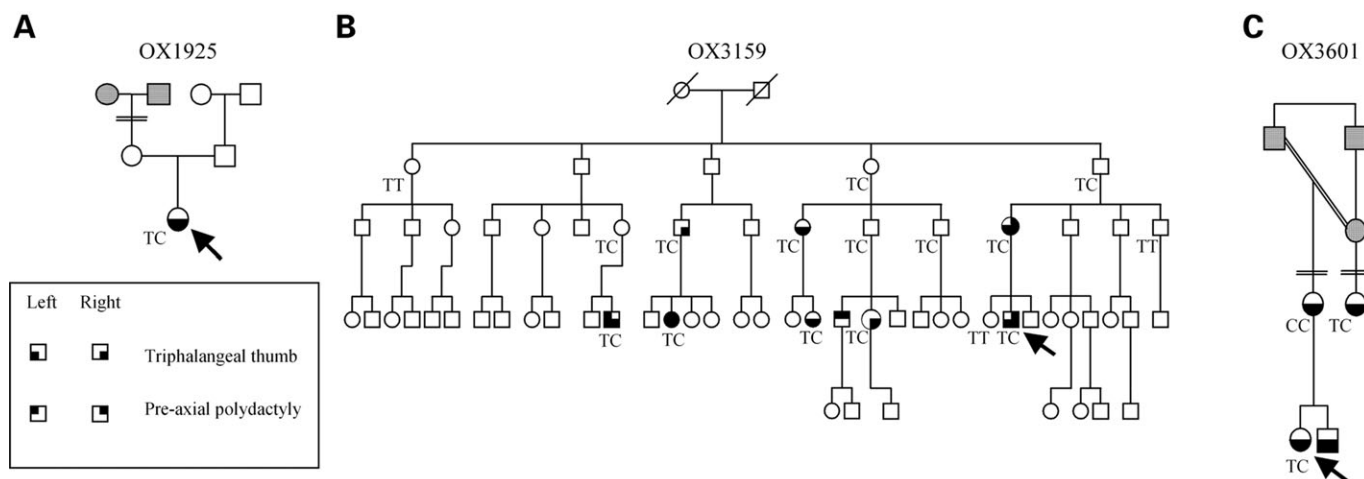 A
OX1925
TC
Left Right
Triphalangeal thumb
Pre-axial polydactyly
B
OX3159
TT TC TC
TC TC TC TC TC TC TT
TC TC TC TC TT TC
C
OX3601
CC TC
TC